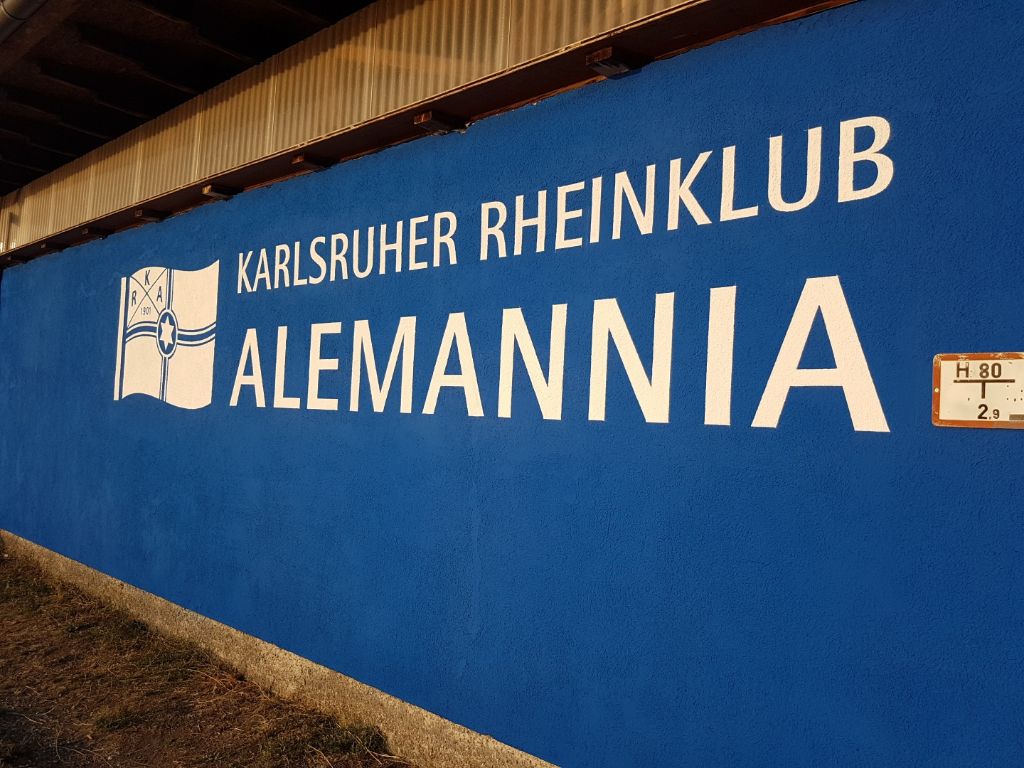 KARLSRUHER RHEINKLUB
ALEMANNIA
K
R A
1901
H 80
2,9